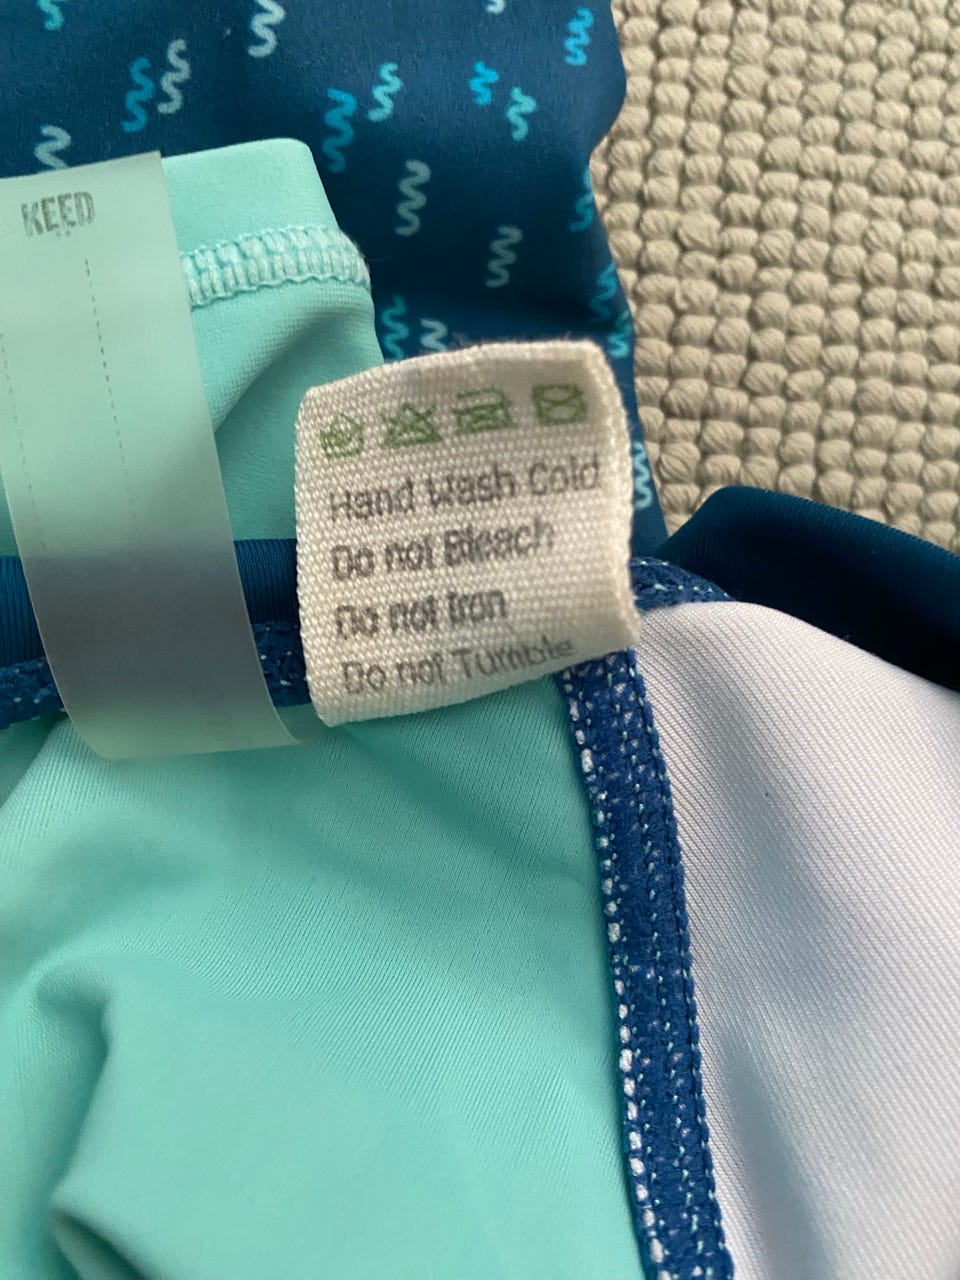 KEED
Hand Wash Cold
Do not Bleach
Do not Iron
Do not Tumble